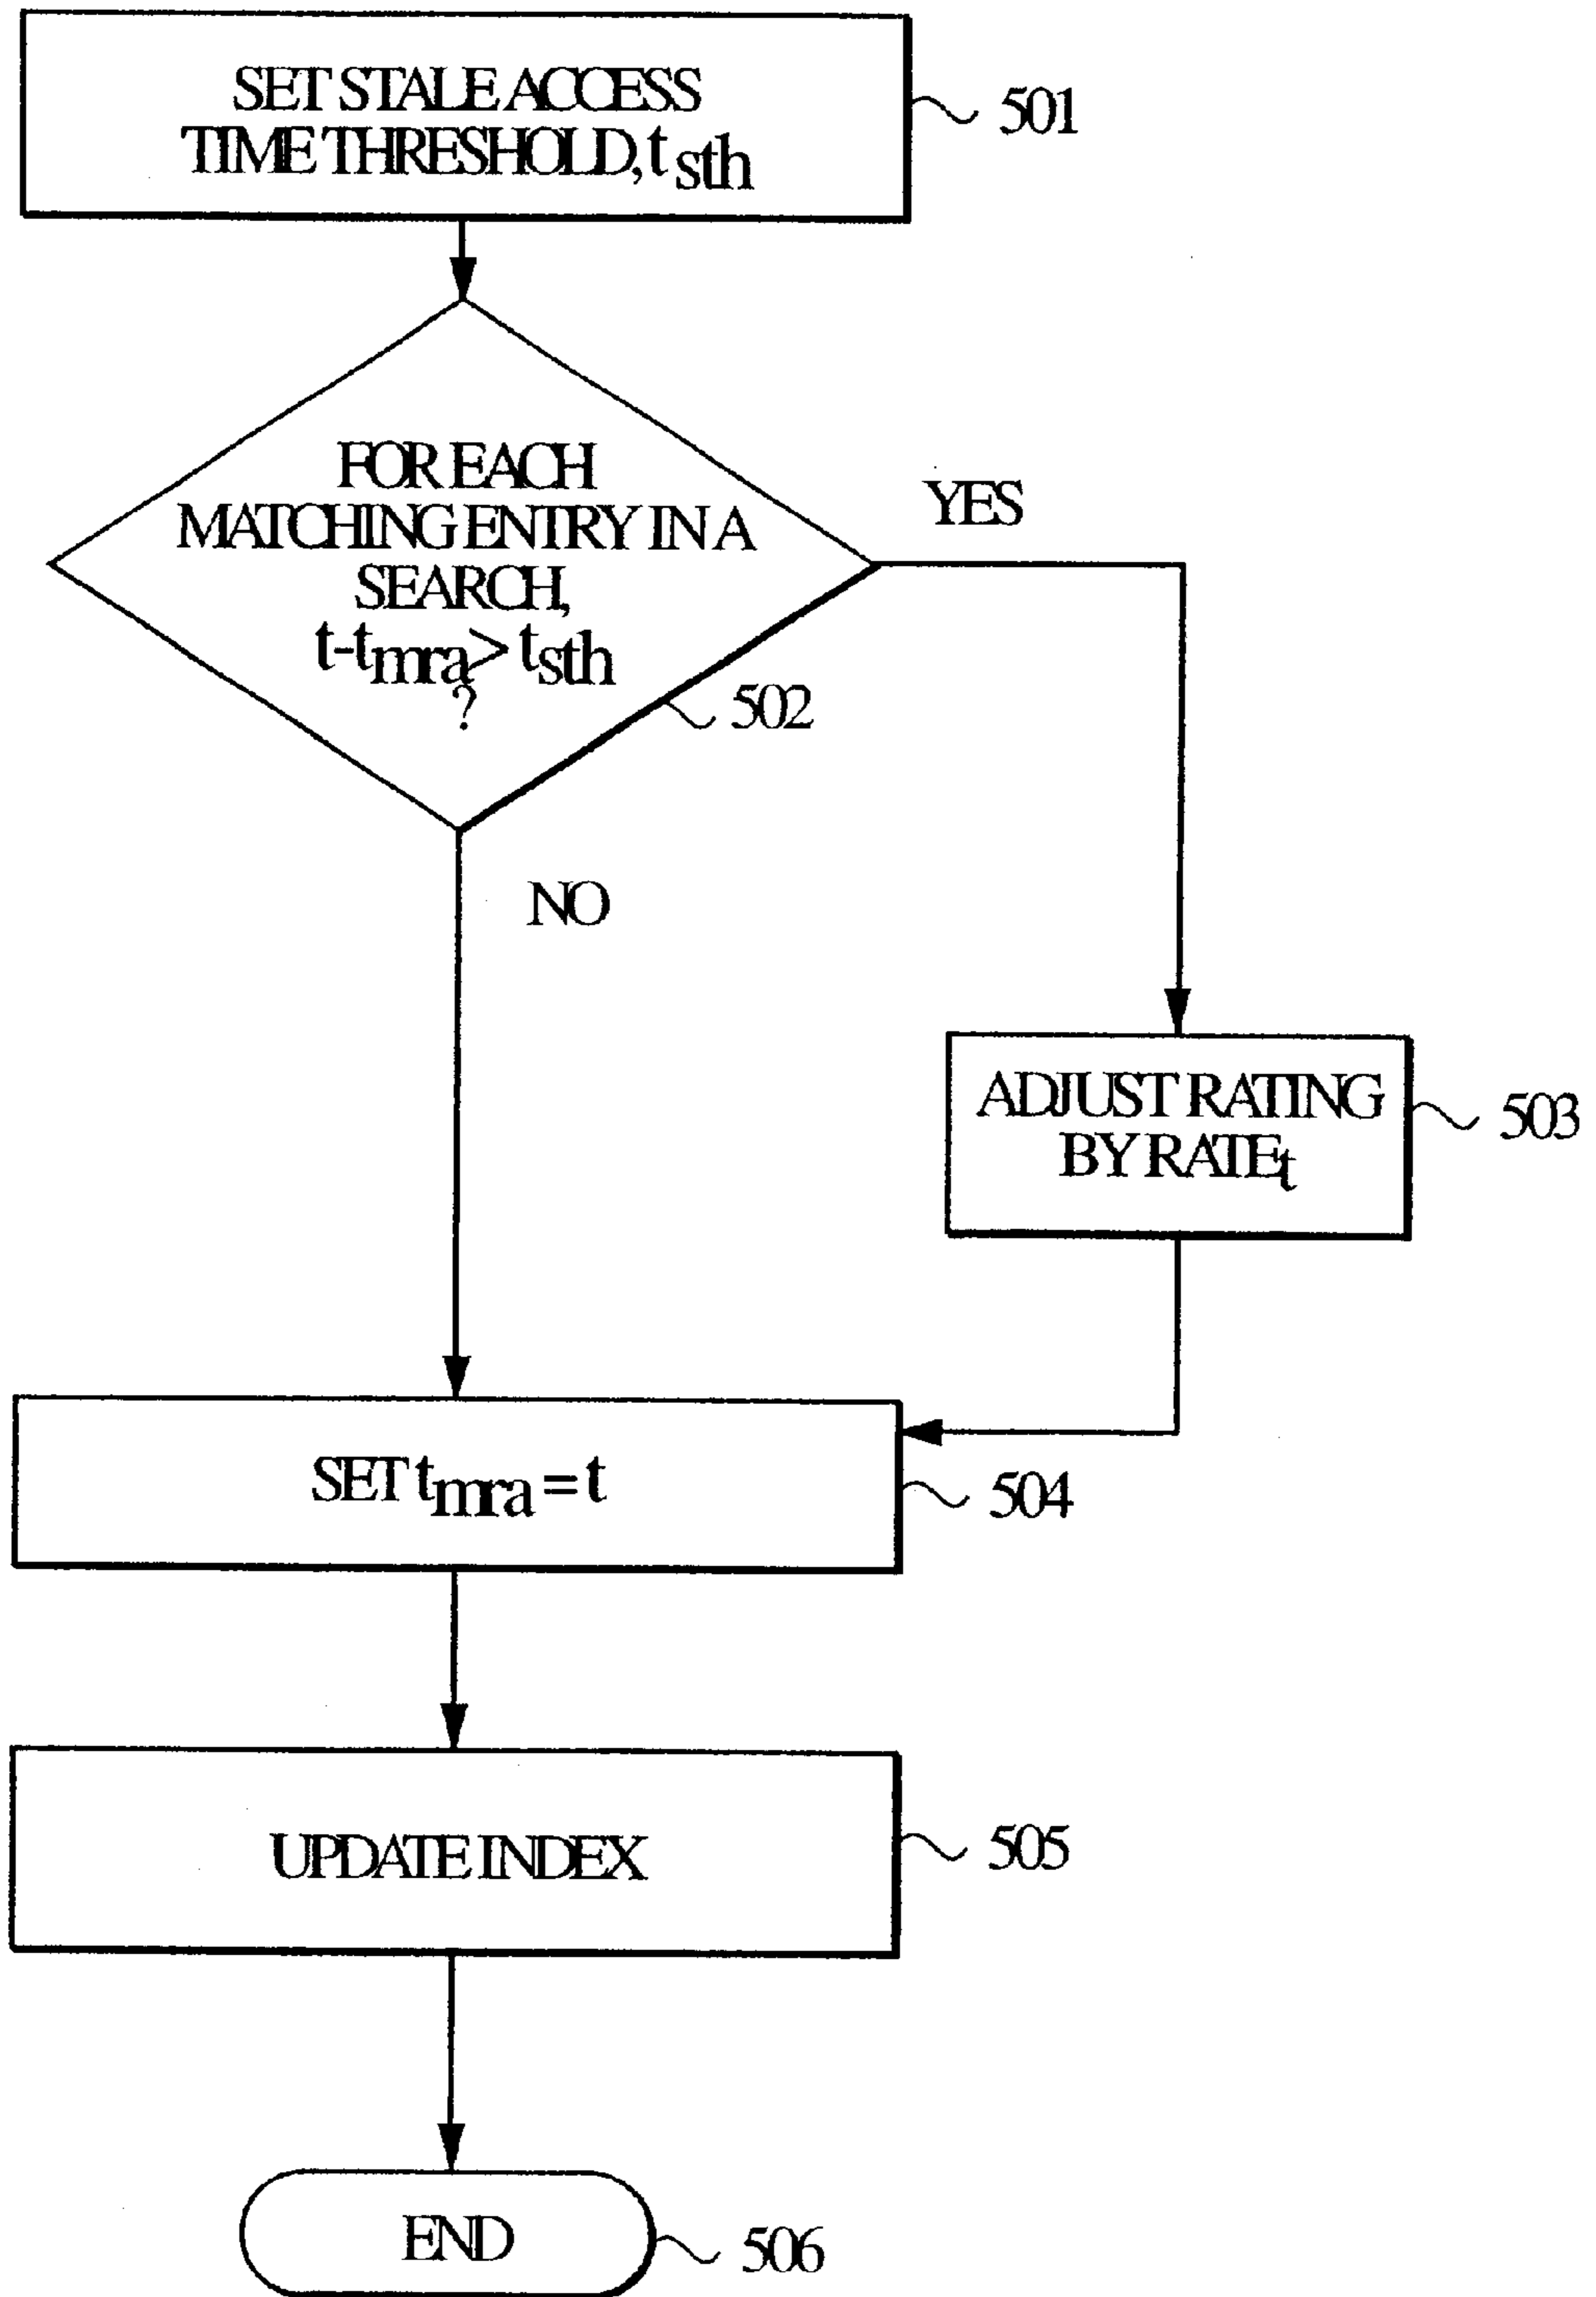 SET STALE ACCESS
TIME THRESHOLD, t sth
501
FOR EACH
MATCHING ENTRY IN A
SEARCH,
t-tmra > tsth
?
502
YES
NO
ADJUST RATING
BY RATEt
503
SET tmra = t
504
UPDATE INDEX
505
END
506